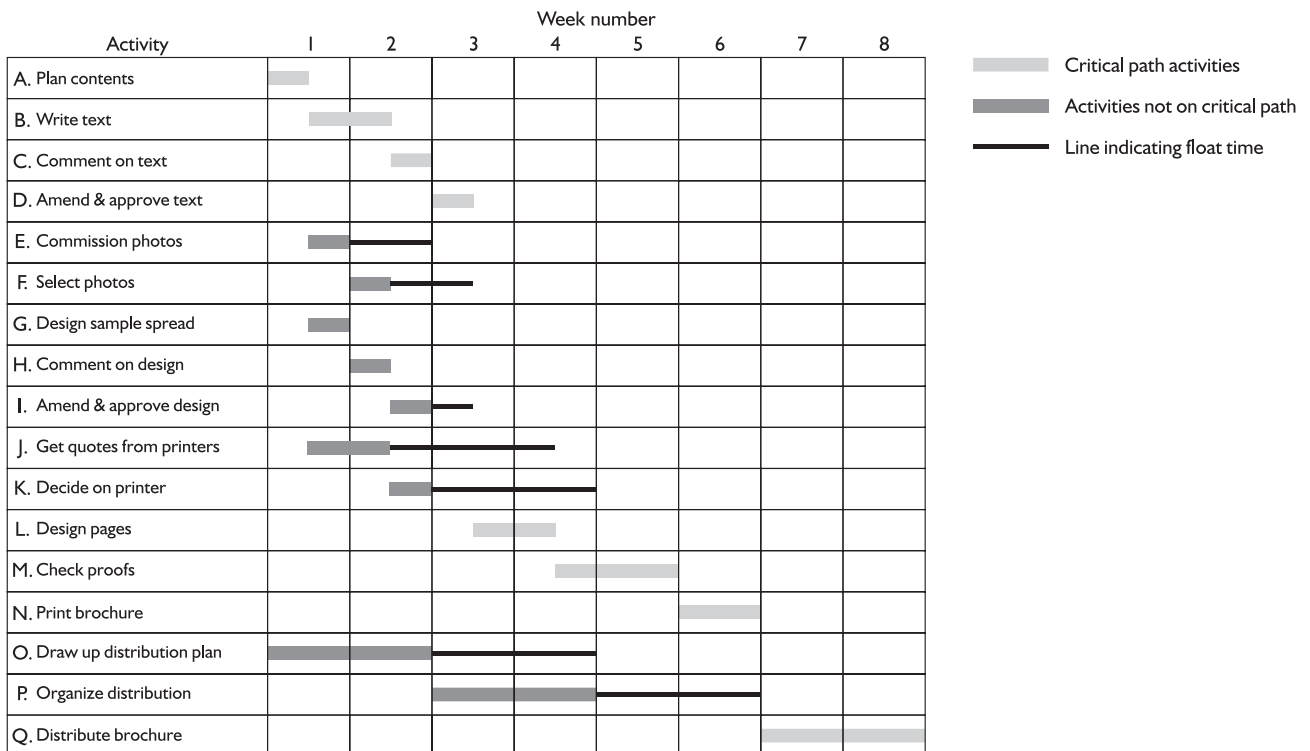 Week number
Activity 1 2 3 4 5 6 7 8
A. Plan contents
B. Write text
C. Comment on text
D. Amend & approve text
E. Commission photos
F. Select photos
G. Design sample spread
H. Comment on design
I. Amend & approve design
J. Get quotes from printers
K. Decide on printer
L. Design pages
M. Check proofs
N. Print brochure
O. Draw up distribution plan
P. Organize distribution
Q. Distribute brochure
Critical path activities
Activities not on critical path
Line indicating float time